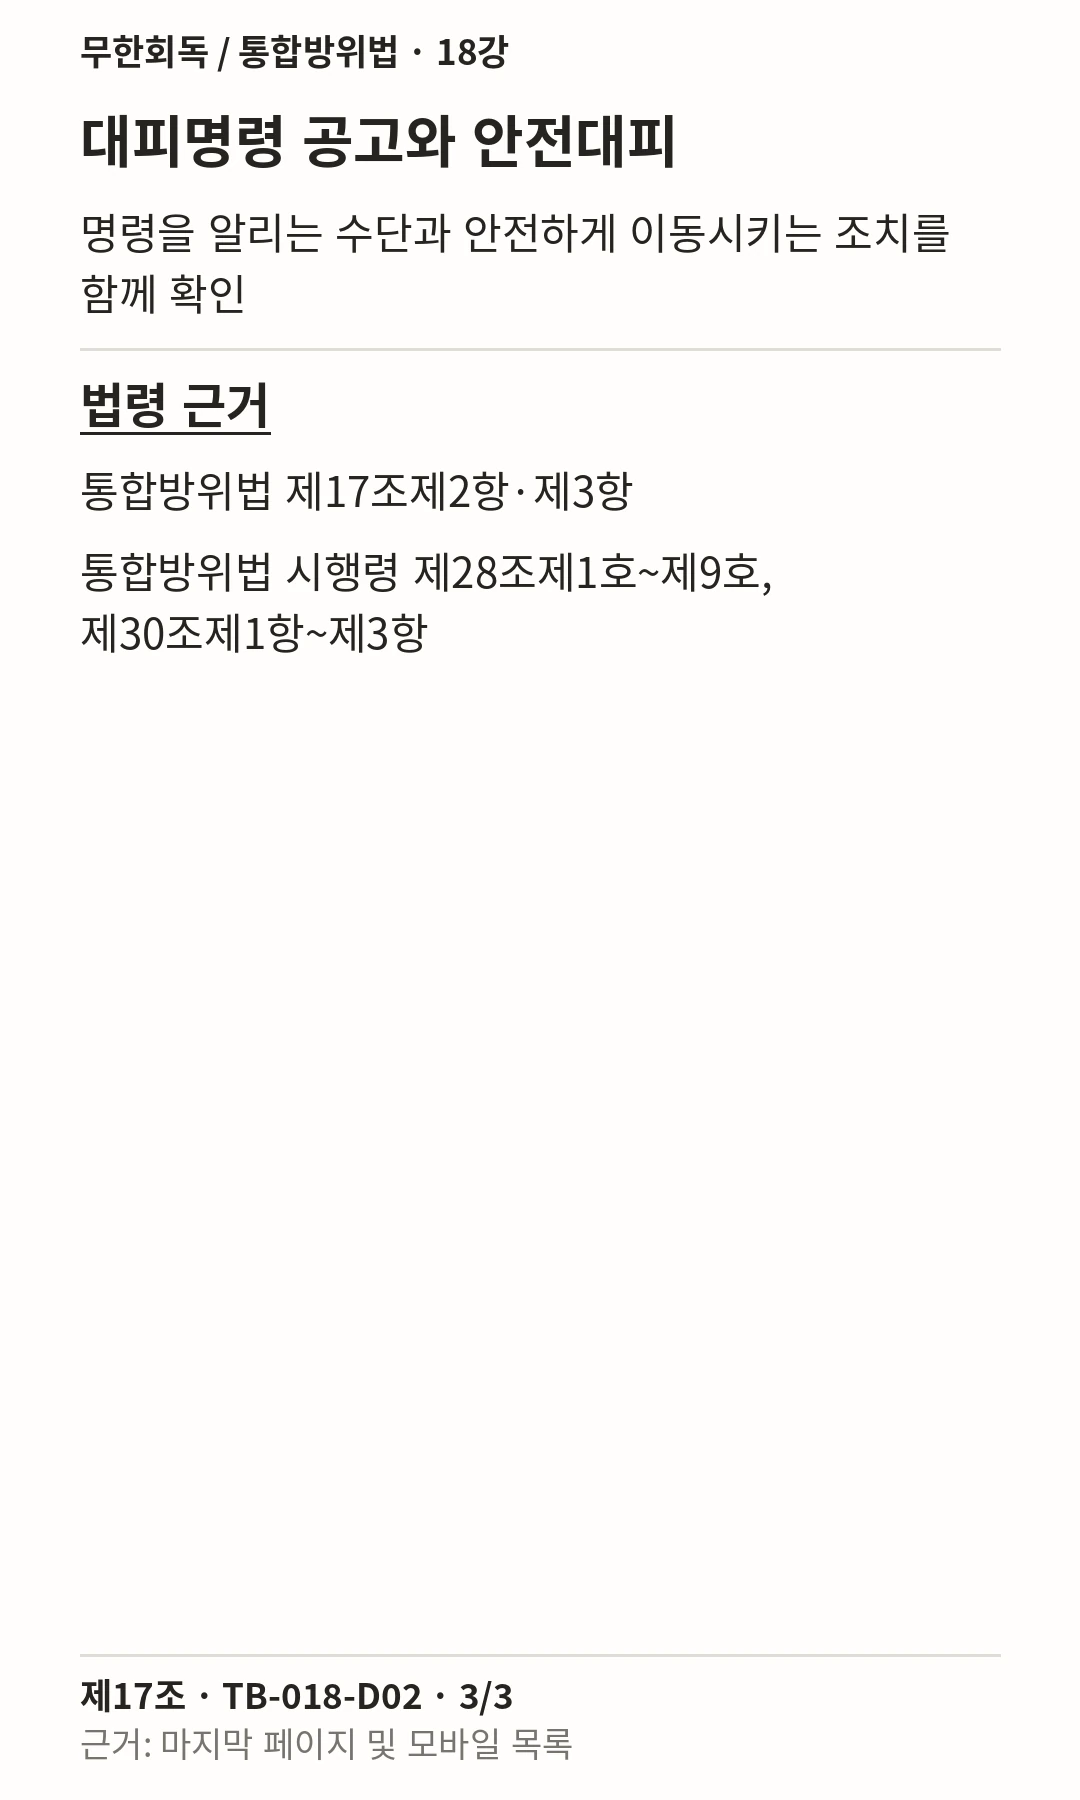 무한회독 / 통합방위법 · 18강
대피명령 공고와 안전대피
명령을 알리는 수단과 안전하게 이동시키는 조치를
함께 확인
법령 근거
통합방위법 제17조제2항·제3항
통합방위법 시행령 제28조제1호~제9호,
제30조제1항~제3항
제17조 · TB-018-D02 · 3/3
근거: 마지막 페이지 및 모바일 목록